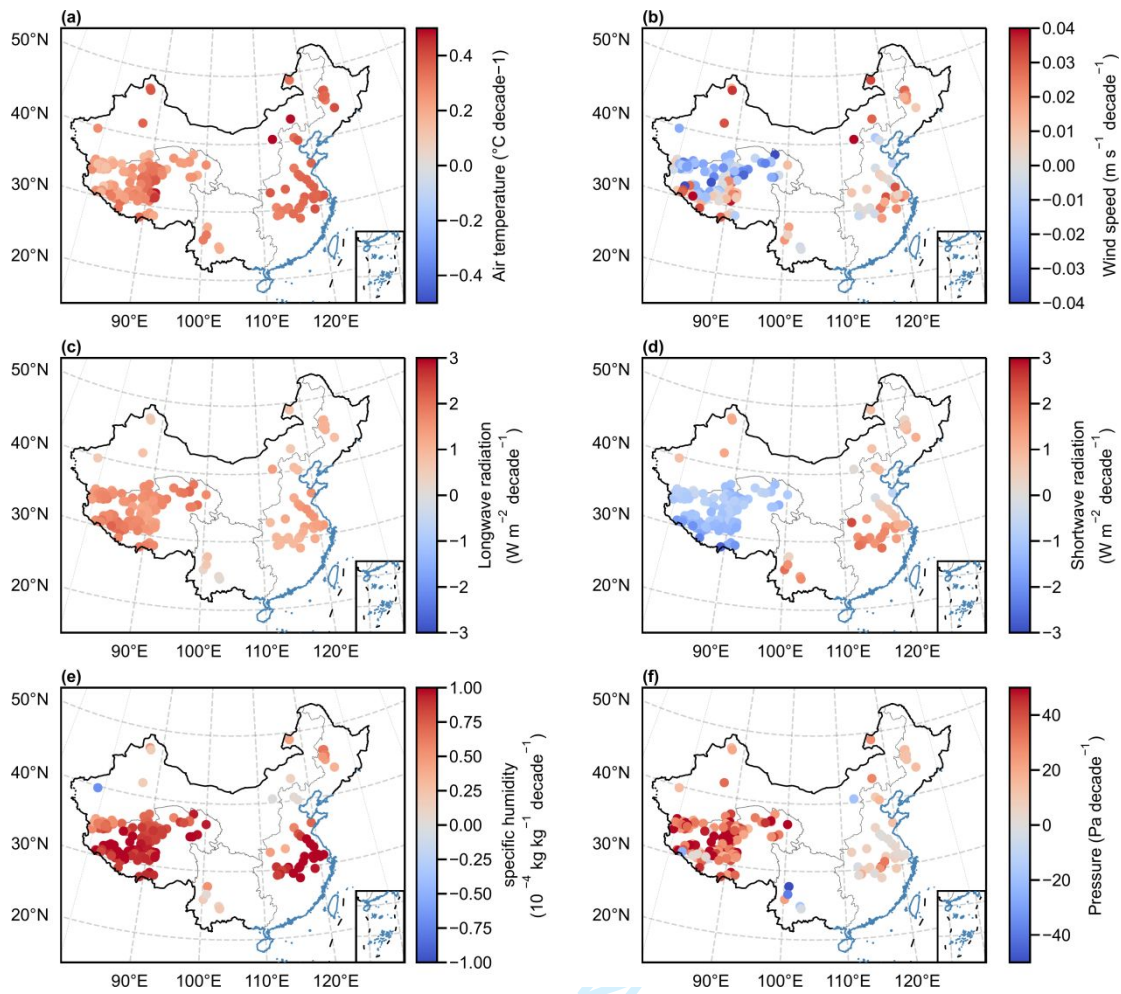 (a)
50°N
40°N
30°N
20°N
90°E 100°E 110°E 120°E
0.4
0.2
0.0
−0.2
−0.4
Air temperature (°C decade−1)
(b)
50°N
40°N
30°N
20°N
90°E 100°E 110°E 120°E
0.04
0.03
0.02
0.01
0.00
−0.01
−0.02
−0.03
−0.04
Wind speed (m s⁻¹ decade⁻¹)
(c)
50°N
40°N
30°N
20°N
90°E 100°E 110°E 120°E
3
2
1
0
−1
−2
−3
Longwave radiation
(W m⁻² decade⁻¹)
(d)
50°N
40°N
30°N
20°N
90°E 100°E 110°E 120°E
3
2
1
0
−1
−2
−3
Shortwave radiation
(W m⁻² decade⁻¹)
(e)
50°N
40°N
30°N
20°N
90°E 100°E 110°E 120°E
1.00
0.75
0.50
0.25
0.00
−0.25
−0.50
−0.75
−1.00
specific humidity
(10⁻⁴ kg kg⁻¹ decade⁻¹)
(f)
50°N
40°N
30°N
20°N
90°E 100°E 110°E 120°E
40
20
0
−20
−40
Pressure (Pa decade⁻¹)